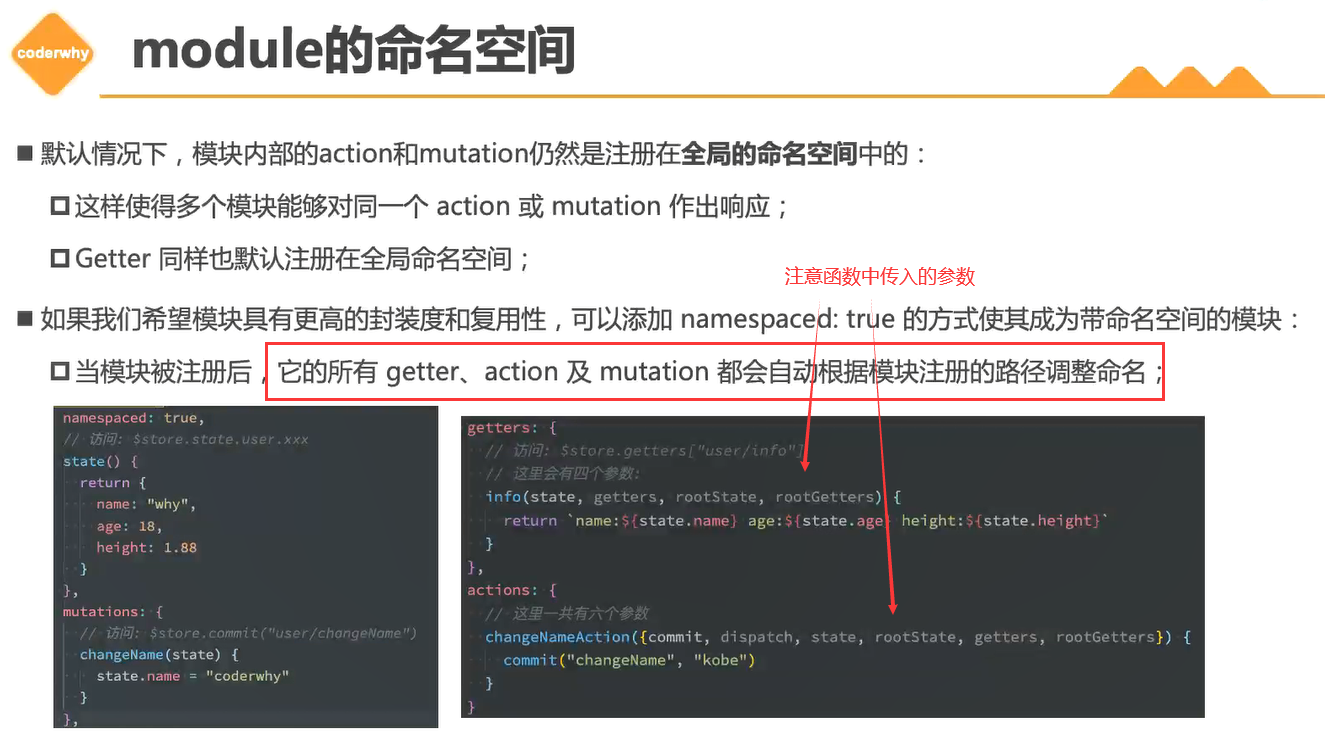 coderwhy
module的命名空间
■ 默认情况下，模块内部的action和mutation仍然是注册在全局的命名空间中的：
这样使得多个模块能够对同一个 action 或 mutation 作出响应；
Getter 同样也默认注册在全局命名空间；
注意函数中传入的参数
■ 如果我们希望模块具有更高的封装度和复用性，可以添加 namespaced: true 的方式使其成为带命名空间的模块：
当模块被注册后，它的所有 getter、action 及 mutation 都会自动根据模块注册的路径调整命名；
namespaced: true,
// 访问: $store.state.user.xxx
state() {
return {
name: "why",
age: 18,
height: 1.88
}
},
mutations: {
// 访问: $store.commit("user/changeName")
changeName(state) {
state.name = "coderwhy"
}
},
getters: {
// 访问: $store.getters["user/info"]
// 这里会有四个参数:
info(state, getters, rootState, rootGetters) {
return `name:${state.name} age:${state.age} height:${state.height}`
}
},
actions: {
// 这里一共有六个参数
changeNameAction({commit, dispatch, state, rootState, getters, rootGetters}) {
commit("changeName", "kobe")
}
}